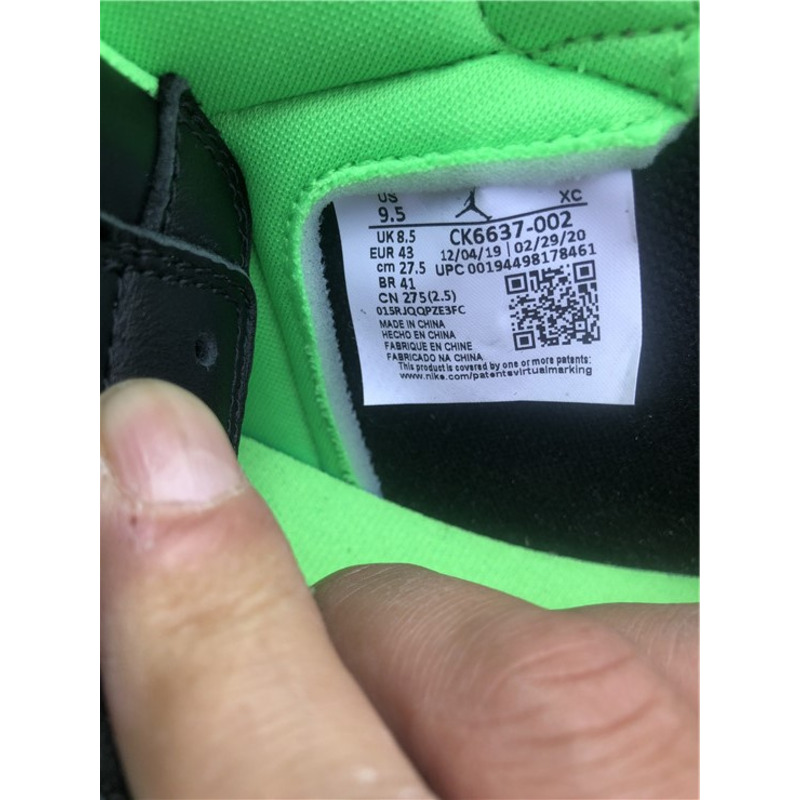 US XC
9.5
UK 8.5 CK6637-002
EUR 43 12/04/19 | 02/29/20
cm 27.5 UPC 00194498178461
BR 41
CN 275(2.5)
015RJQQPZE3FC
MADE IN CHINA
HECHO EN CHINA
FABRIQUE EN CHINE
FABRICADO NA CHINA
This product is covered by one or more patents:
www.nike.com/patentsvirtualmarking